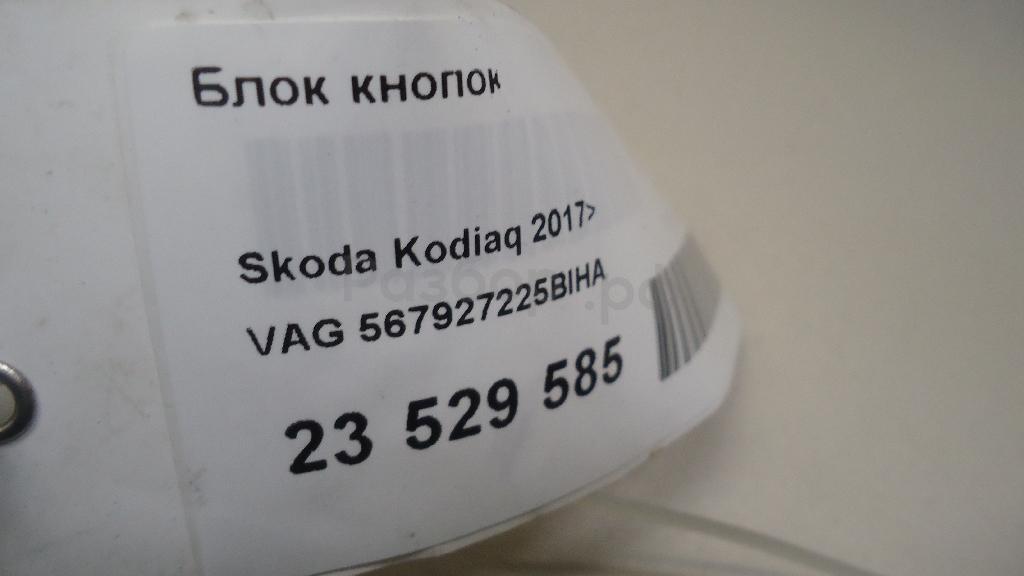 Блок кнопок
Skoda Kodiaq 2017>
VAG 567927225BIHA
23 529 585